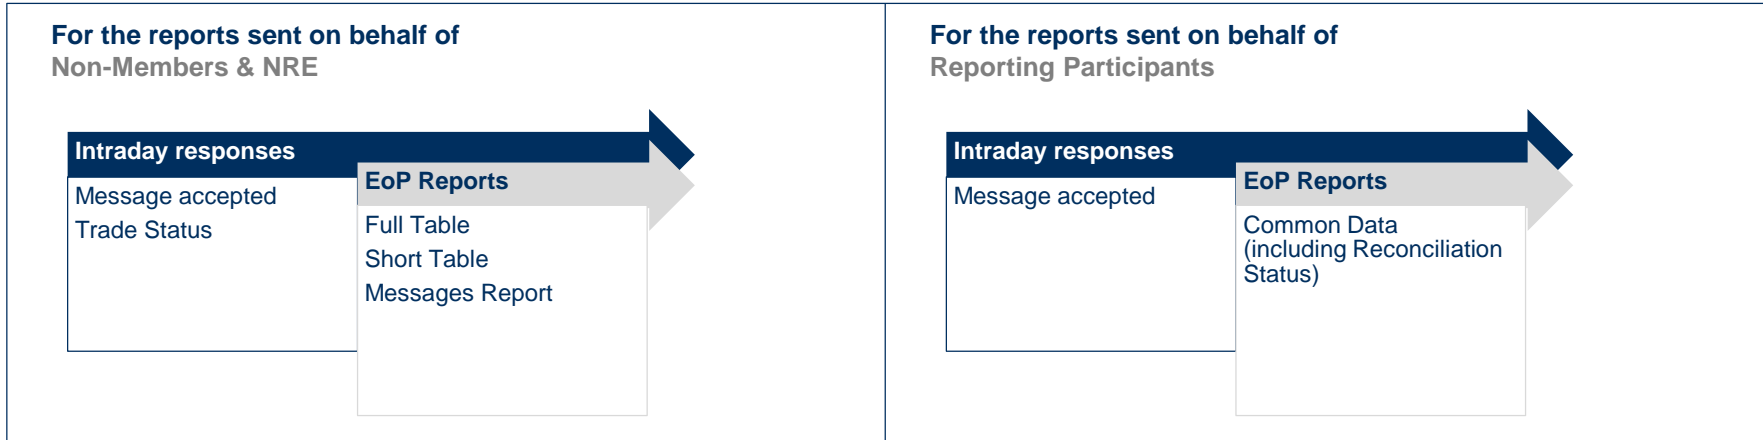 For the reports sent on behalf of
Non-Members & NRE
Intraday responses
Message accepted
Trade Status
EoP Reports
Full Table
Short Table
Messages Report
For the reports sent on behalf of
Reporting Participants
Intraday responses
Message accepted
EoP Reports
Common Data
(including Reconciliation
Status)